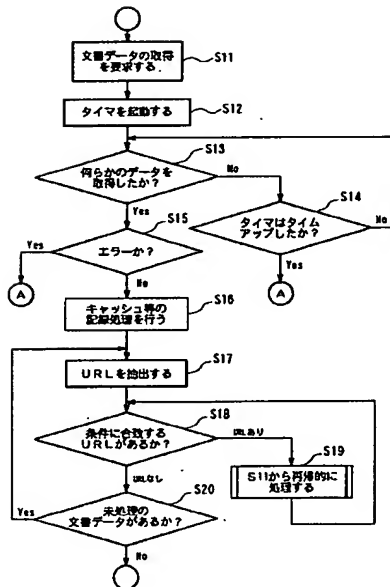 文書データの取得
を要求する
S11
タイマを起動する
S12
S13
何らかのデータを
取得したか?
No
Yes
S14
タイマはタイム
アップしたか?
No
Yes
A
S15
エラーか?
Yes
A
No
S16
キャッシュ等の
記録処理を行う
S17
URLを抽出する
S18
条件に合致する
URLがあるか?
URLあり
S19
S11から再帰的に
処理する
URLなし
S20
未処理の
文書データがあるか?
Yes
No